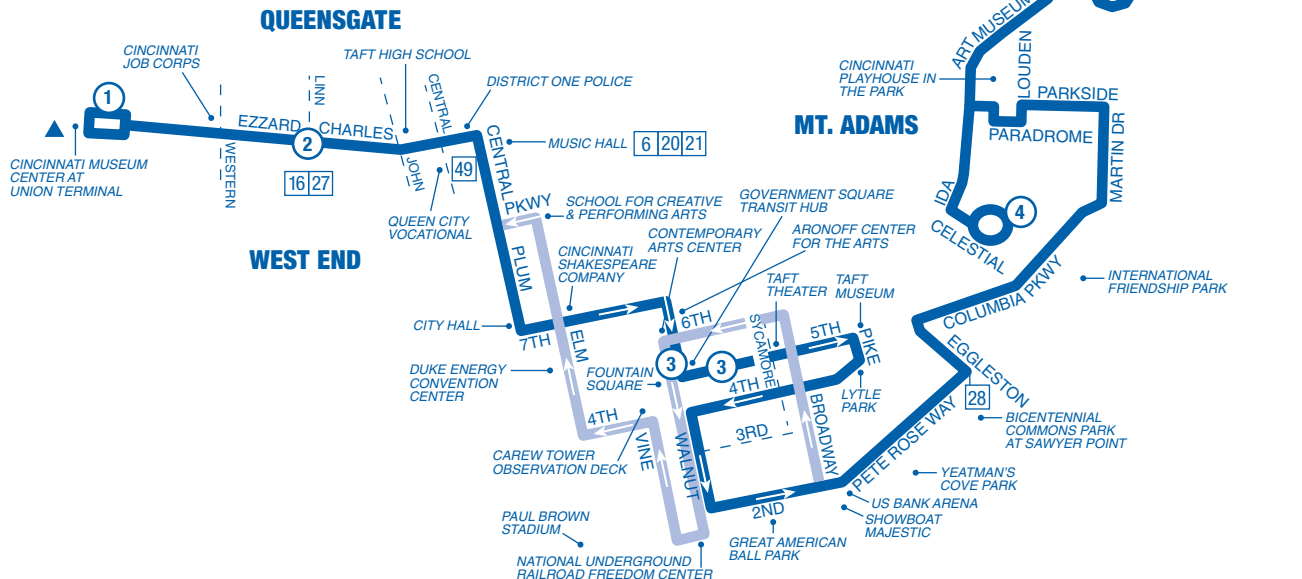 QUEENSGATE
CINCINNATI
JOB CORPS
TAFT HIGH SCHOOL
LINN
CENTRAL
DISTRICT ONE POLICE
1
EZZARD
CHARLES
2
16 27
WESTERN
JOHN
49
CENTRAL
PKWY
MUSIC HALL
6 20 21
CINCINNATI MUSEUM
CENTER AT
UNION TERMINAL
QUEEN CITY
VOCATIONAL
WEST END
SCHOOL FOR CREATIVE
& PERFORMING ARTS
GOVERNMENT SQUARE
TRANSIT HUB
CONTEMPORARY
ARTS CENTER
ARONOFF CENTER
FOR THE ARTS
CINCINNATI
SHAKESPEARE
COMPANY
PLUM
TAFT
THEATER
TAFT
MUSEUM
CITY HALL
7TH
ELM
6TH
SYCAMORE
5TH
PIKE
3
3
DUKE ENERGY
CONVENTION
CENTER
FOUNTAIN
SQUARE
4TH
LYTLE
PARK
4TH
VINE
WALNUT
3RD
BROADWAY
CAREW TOWER
OBSERVATION DECK
2ND
PAUL BROWN
STADIUM
NATIONAL UNDERGROUND
RAILROAD FREEDOM CENTER
GREAT AMERICAN
BALL PARK
PETE ROSE WAY
EGGLESTON
28
BICENTENNIAL
COMMONS PARK
AT SAWYER POINT
YEATMAN'S
COVE PARK
US BANK ARENA
SHOWBOAT
MAJESTIC
ART MUSEUM
LOUDEN
CINCINNATI
PLAYHOUSE IN
THE PARK
PARKSIDE
MT. ADAMS
PARADROME
MARTIN DR
IDA
4
CELESTIAL
COLUMBIA PKWY
INTERNATIONAL
FRIENDSHIP PARK